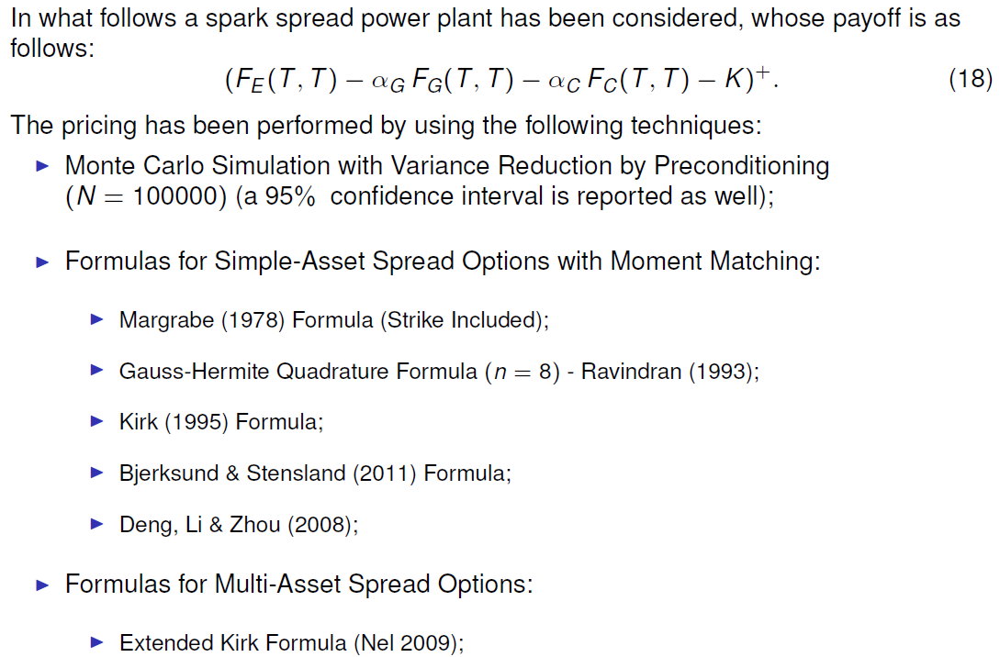 In what follows a spark spread power plant has been considered, whose payoff is as
follows:
(F_E(T, T) − α_G F_G(T, T) − α_C F_C(T, T) − K)^+. (18)
The pricing has been performed by using the following techniques:
▶ Monte Carlo Simulation with Variance Reduction by Preconditioning
(N = 100000) (a 95% confidence interval is reported as well);
▶ Formulas for Simple-Asset Spread Options with Moment Matching:
▶ Margrabe (1978) Formula (Strike Included);
▶ Gauss-Hermite Quadrature Formula (n = 8) - Ravindran (1993);
▶ Kirk (1995) Formula;
▶ Bjerksund & Stensland (2011) Formula;
▶ Deng, Li & Zhou (2008);
▶ Formulas for Multi-Asset Spread Options:
▶ Extended Kirk Formula (Nel 2009);